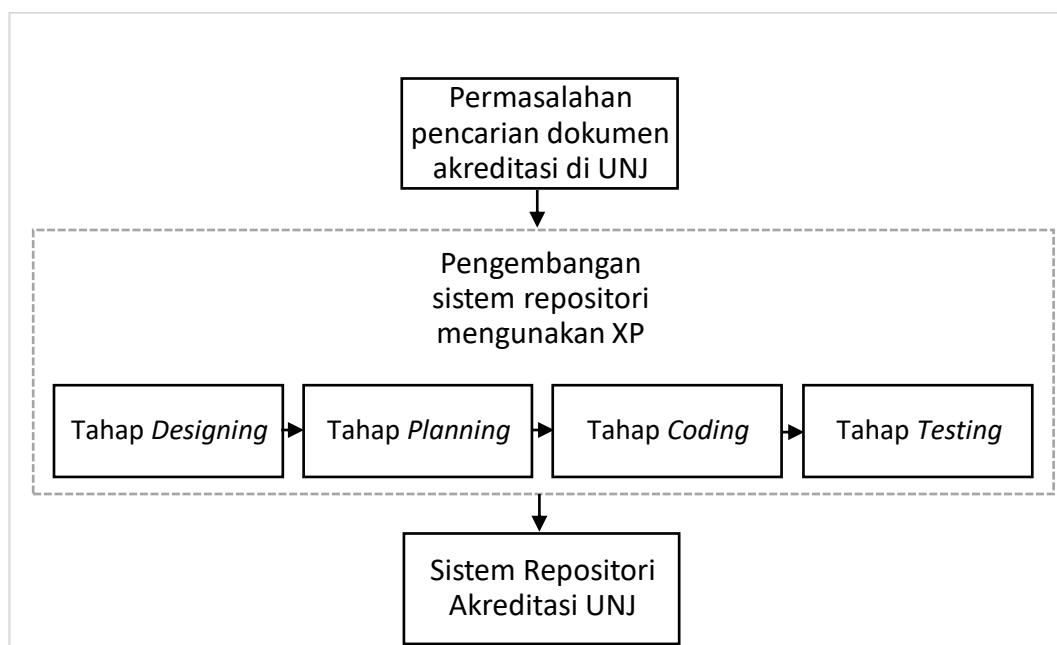 Permasalahan
pencarian dokumen
akreditasi di UNJ
Pengembangan
sistem repositori
mengunakan XP
Tahap Designing
Tahap Planning
Tahap Coding
Tahap Testing
Sistem Repositori
Akreditasi UNJ